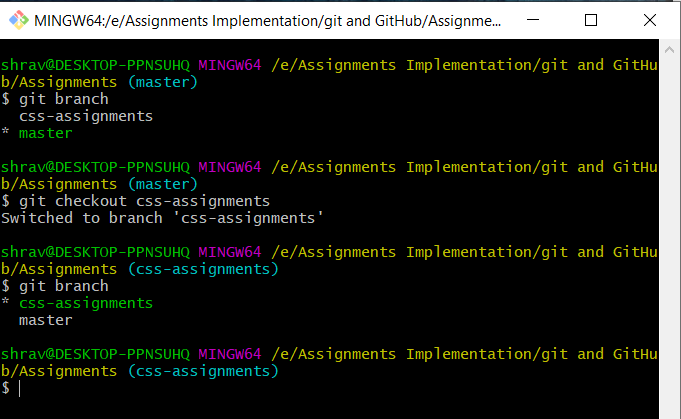 MINGW64:/e/Assignments Implementation/git and GitHub/Assignme...
shrav@DESKTOP-PPNSUHQ MINGW64 /e/Assignments Implementation/git and GitHu
b/Assignments (master)
$ git branch
  css-assignments
* master
shrav@DESKTOP-PPNSUHQ MINGW64 /e/Assignments Implementation/git and GitHu
b/Assignments (master)
$ git checkout css-assignments
Switched to branch 'css-assignments'
shrav@DESKTOP-PPNSUHQ MINGW64 /e/Assignments Implementation/git and GitHu
b/Assignments (css-assignments)
$ git branch
* css-assignments
  master
shrav@DESKTOP-PPNSUHQ MINGW64 /e/Assignments Implementation/git and GitHu
b/Assignments (css-assignments)
$